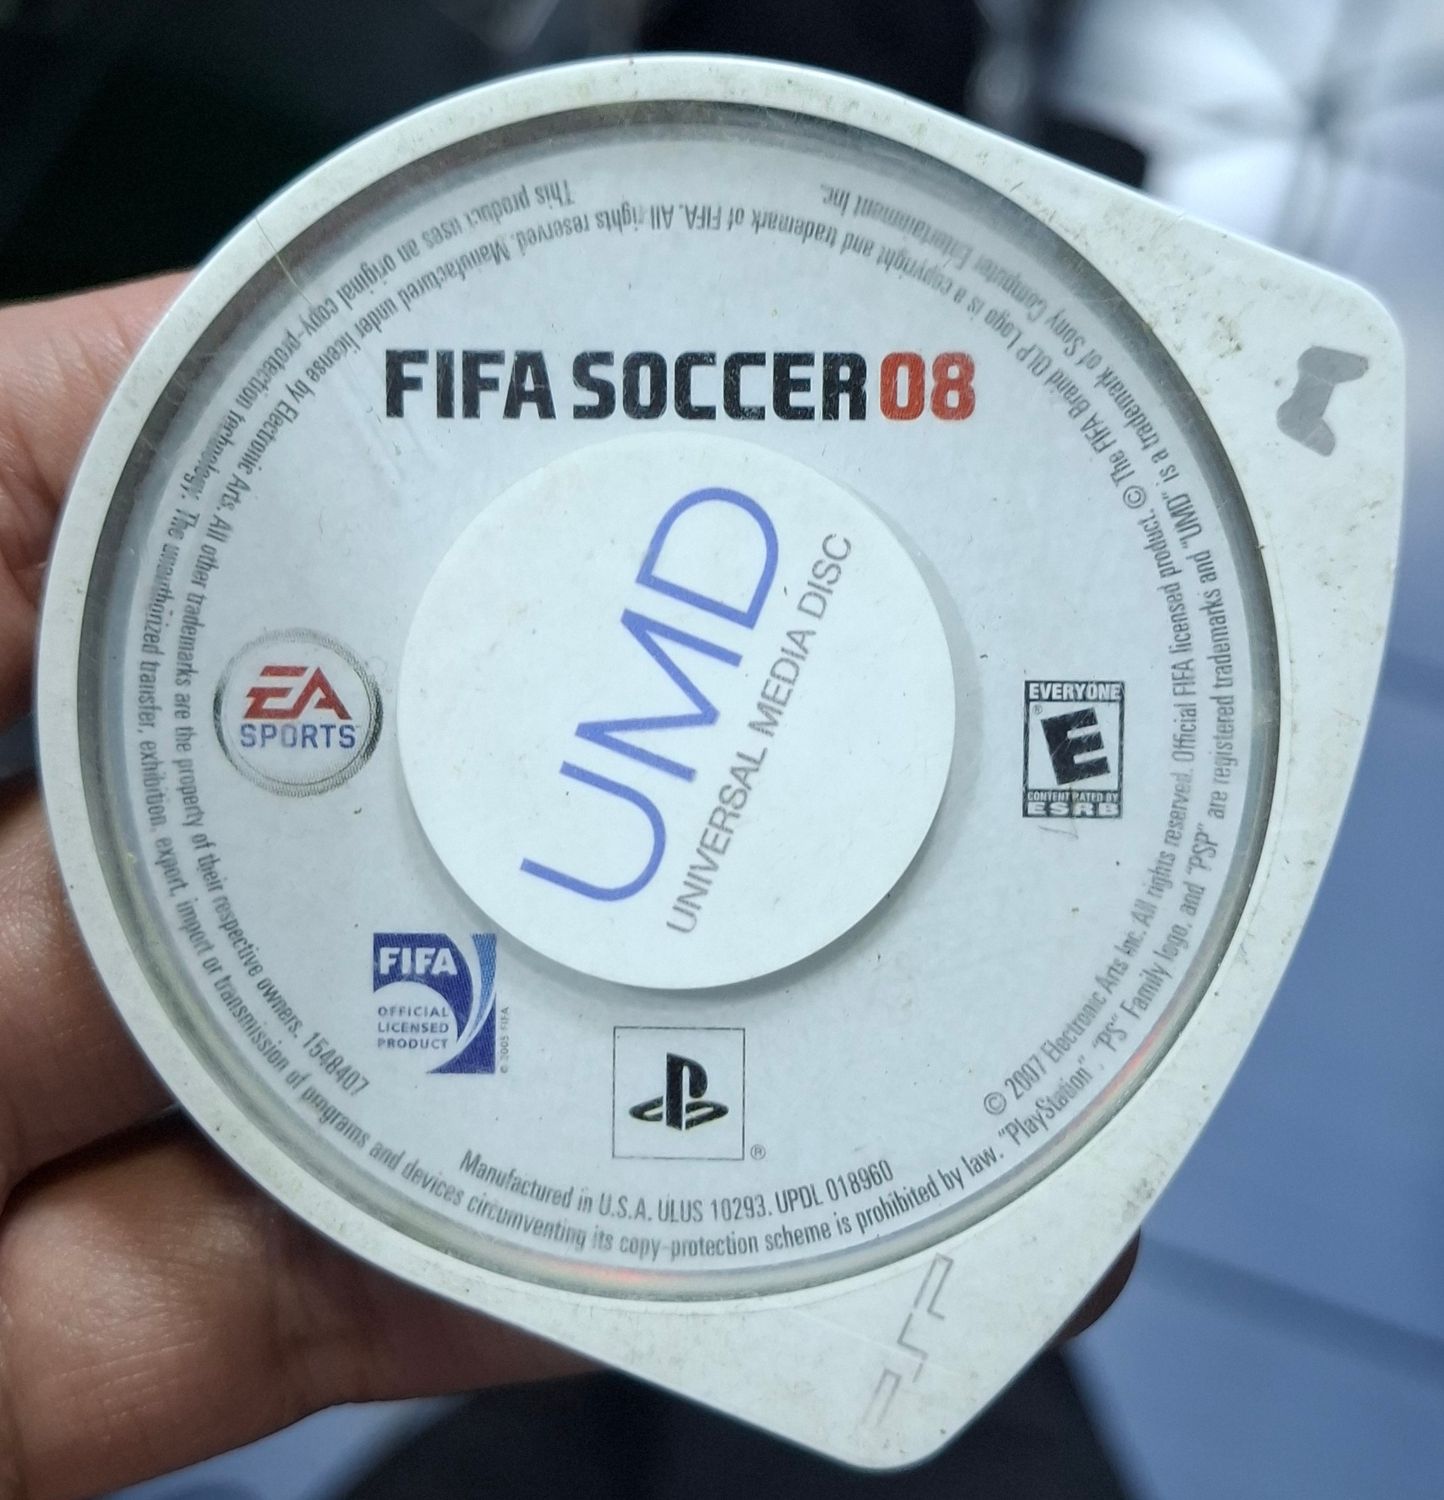 FIFA SOCCER 08
UMD
UNIVERSAL MEDIA DISC
EA
SPORTS
EVERYONE
E
®
CONTENT RATED BY
ESRB
FIFA
OFFICIAL
LICENSED
PRODUCT
© 2005 FIFA
®
© 2007 Electronic Arts Inc. All rights reserved. Official FIFA licensed product. © The FIFA Brand OLP Logo is a copyright and trademark of FIFA. All rights reserved. Manufactured under license by Electronic Arts. All other trademarks are the property of their respective owners. 1548407
Manufactured in U.S.A. ULUS 10293. UPDL 018960
"PlayStation", "PS" Family logo, and "PSP" are registered trademarks and "UMD" is a trademark of Sony Computer Entertainment Inc.
This product uses an original copy-protection technology. The unauthorized transfer, exhibition, export, import or transmission of programs and devices circumventing its copy-protection scheme is prohibited by law.
PSP